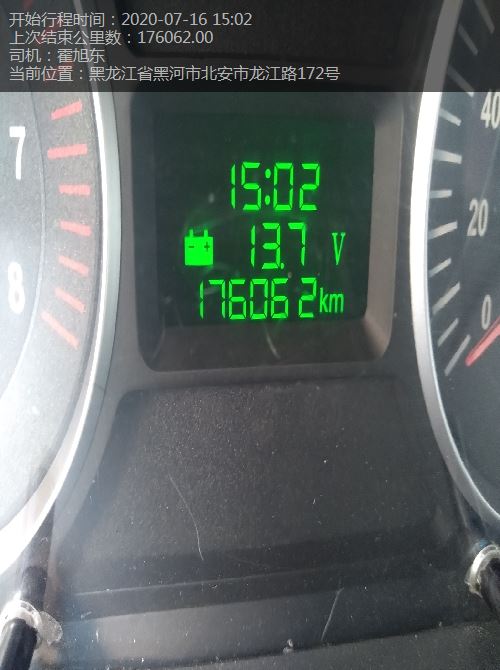 开始行程时间：2020-07-16 15:02
上次结束公里数：176062.00
司机：霍旭东
当前位置：黑龙江省黑河市北安市龙江路172号
15:02
13.7 V
176062km
7
8
40
20
0